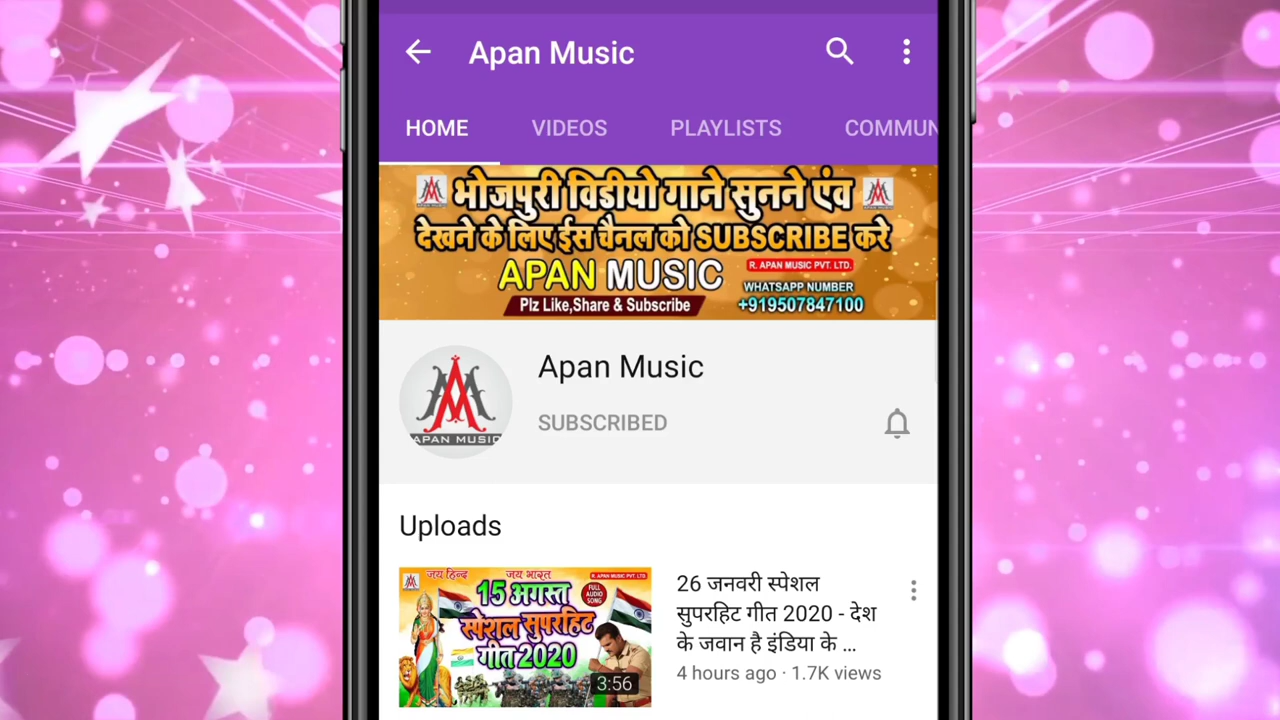 Apan Music
HOME VIDEOS PLAYLISTS COMMUN
भोजपुरी विडीयो गाने सुनने एंव
देखने के लिए ईस चैनल को SUBSCRIBE करे
APAN MUSIC
R. APAN MUSIC PVT. LTD.
WHATSAPP NUMBER
Plz Like,Share & Subscribe
+919507847100
Apan Music
SUBSCRIBED
APAN MUSIC
Uploads
जय हिन्द जय भारत
R. APAN MUSIC PVT. LTD
15 अगस्त
FULL
AUDIO
SONG
स्पेशल सुपरहिट
गीत 2020
3:56
26 जनवरी स्पेशल
सुपरहिट गीत 2020 - देश
के जवान है इंडिया के ...
4 hours ago · 1.7K views